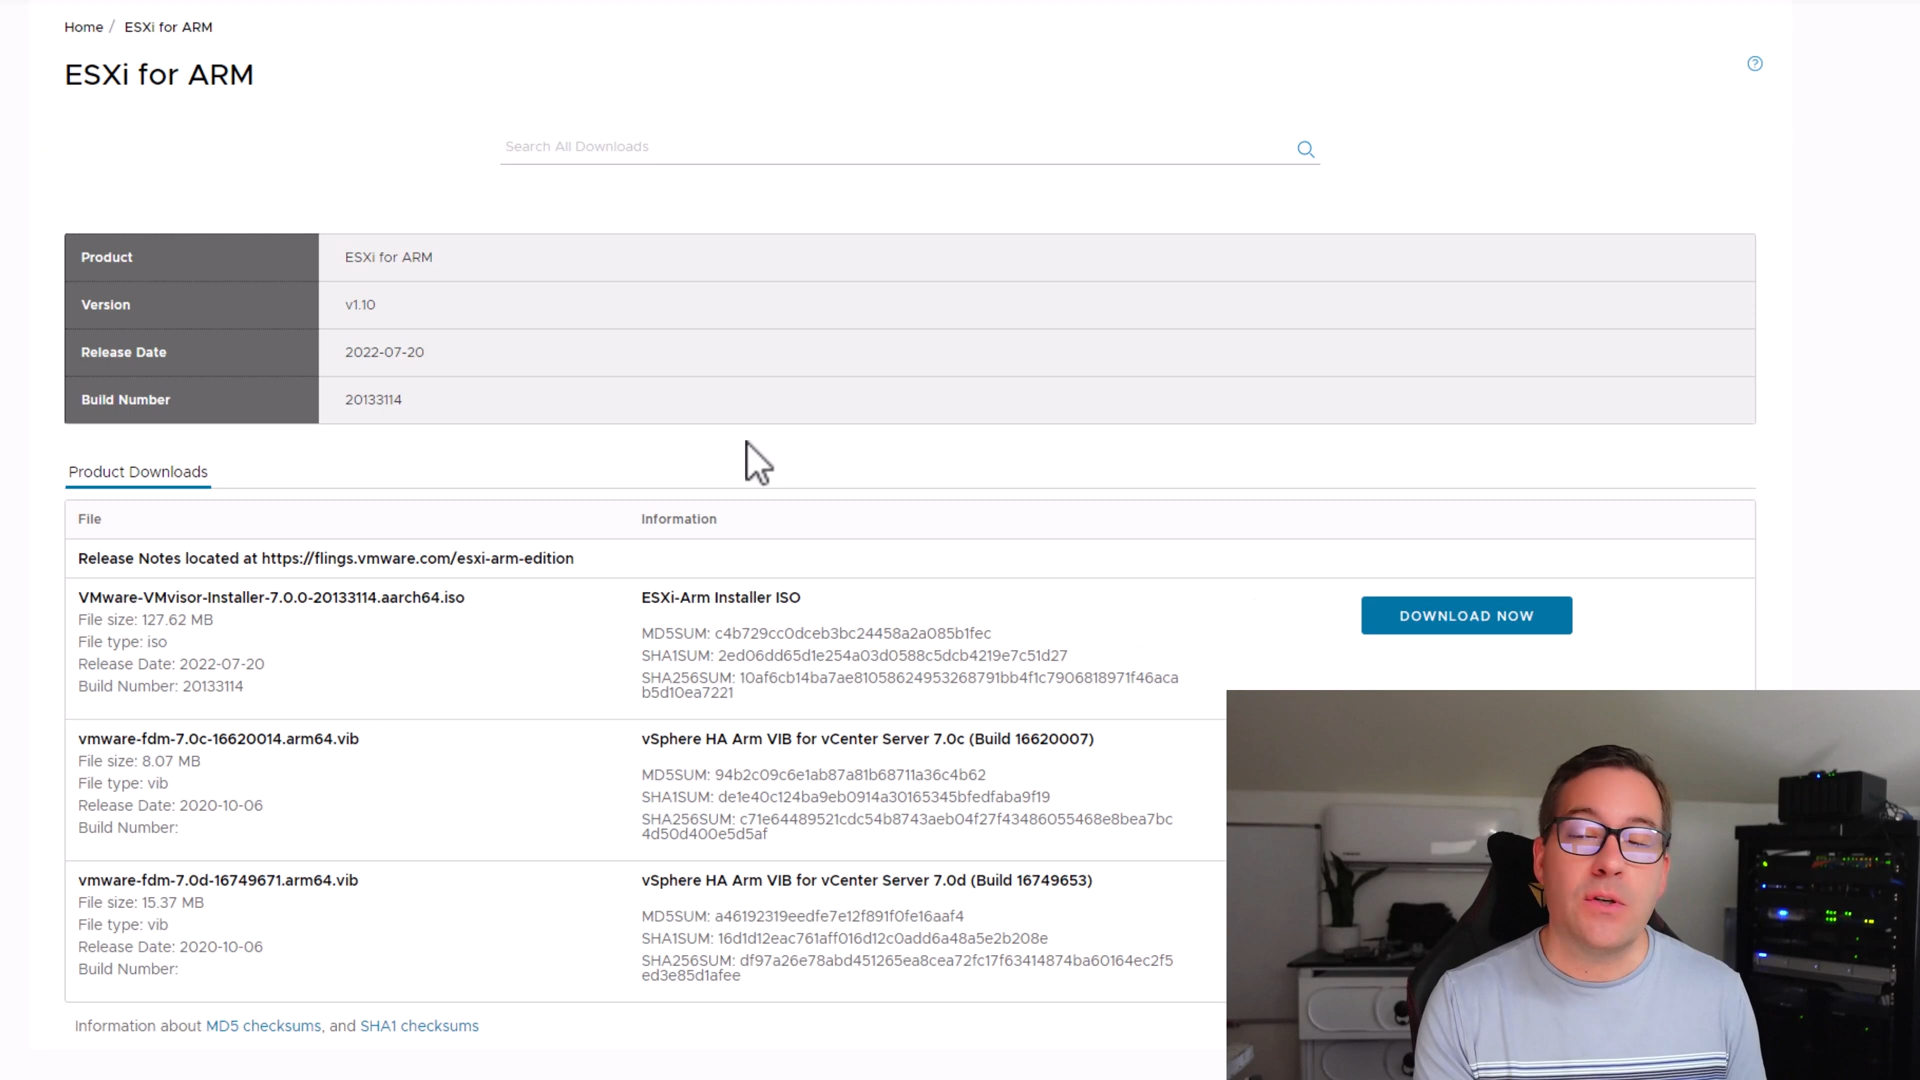 Home / ESXi for ARM
ESXi for ARM
Search All Downloads
Product ESXi for ARM
Version v1.10
Release Date 2022-07-20
Build Number 20133114
Product Downloads
File Information
Release Notes located at https://flings.vmware.com/esxi-arm-edition
VMware-VMvisor-Installer-7.0.0-20133114.aarch64.iso
File size: 127.62 MB
File type: iso
Release Date: 2022-07-20
Build Number: 20133114
ESXi-Arm Installer ISO
MD5SUM: c4b729cc0dceb3bc24458a2a085b1fec
SHA1SUM: 2ed06dd65d1e254a03d0588c5dcb4219e7c51d27
SHA256SUM: 10af6cb14ba7ae81058624953268791bb4f1c7906818971f46aca
b5d10ea7221
DOWNLOAD NOW
vmware-fdm-7.0c-16620014.arm64.vib
File size: 8.07 MB
File type: vib
Release Date: 2020-10-06
Build Number:
vSphere HA Arm VIB for vCenter Server 7.0c (Build 16620007)
MD5SUM: 94b2c09c6e1ab87a81b68711a36c4b62
SHA1SUM: de1e40c124ba9eb0914a30165345bfedfaba9f19
SHA256SUM: c71e64489521cdc54b8743aeb04f27f43486055468e8bea7bc
4d50d400e5d5af
vmware-fdm-7.0d-16749671.arm64.vib
File size: 15.37 MB
File type: vib
Release Date: 2020-10-06
Build Number:
vSphere HA Arm VIB for vCenter Server 7.0d (Build 16749653)
MD5SUM: a46192319eedfe7e12f891f0fe16aaf4
SHA1SUM: 16d1d12eac761aff016d12c0add6a48a5e2b208e
SHA256SUM: df97a26e78abd451265ea8cea72fc17f63414874ba60164ec2f5
ed3e85d1afee
Information about MD5 checksums, and SHA1 checksums